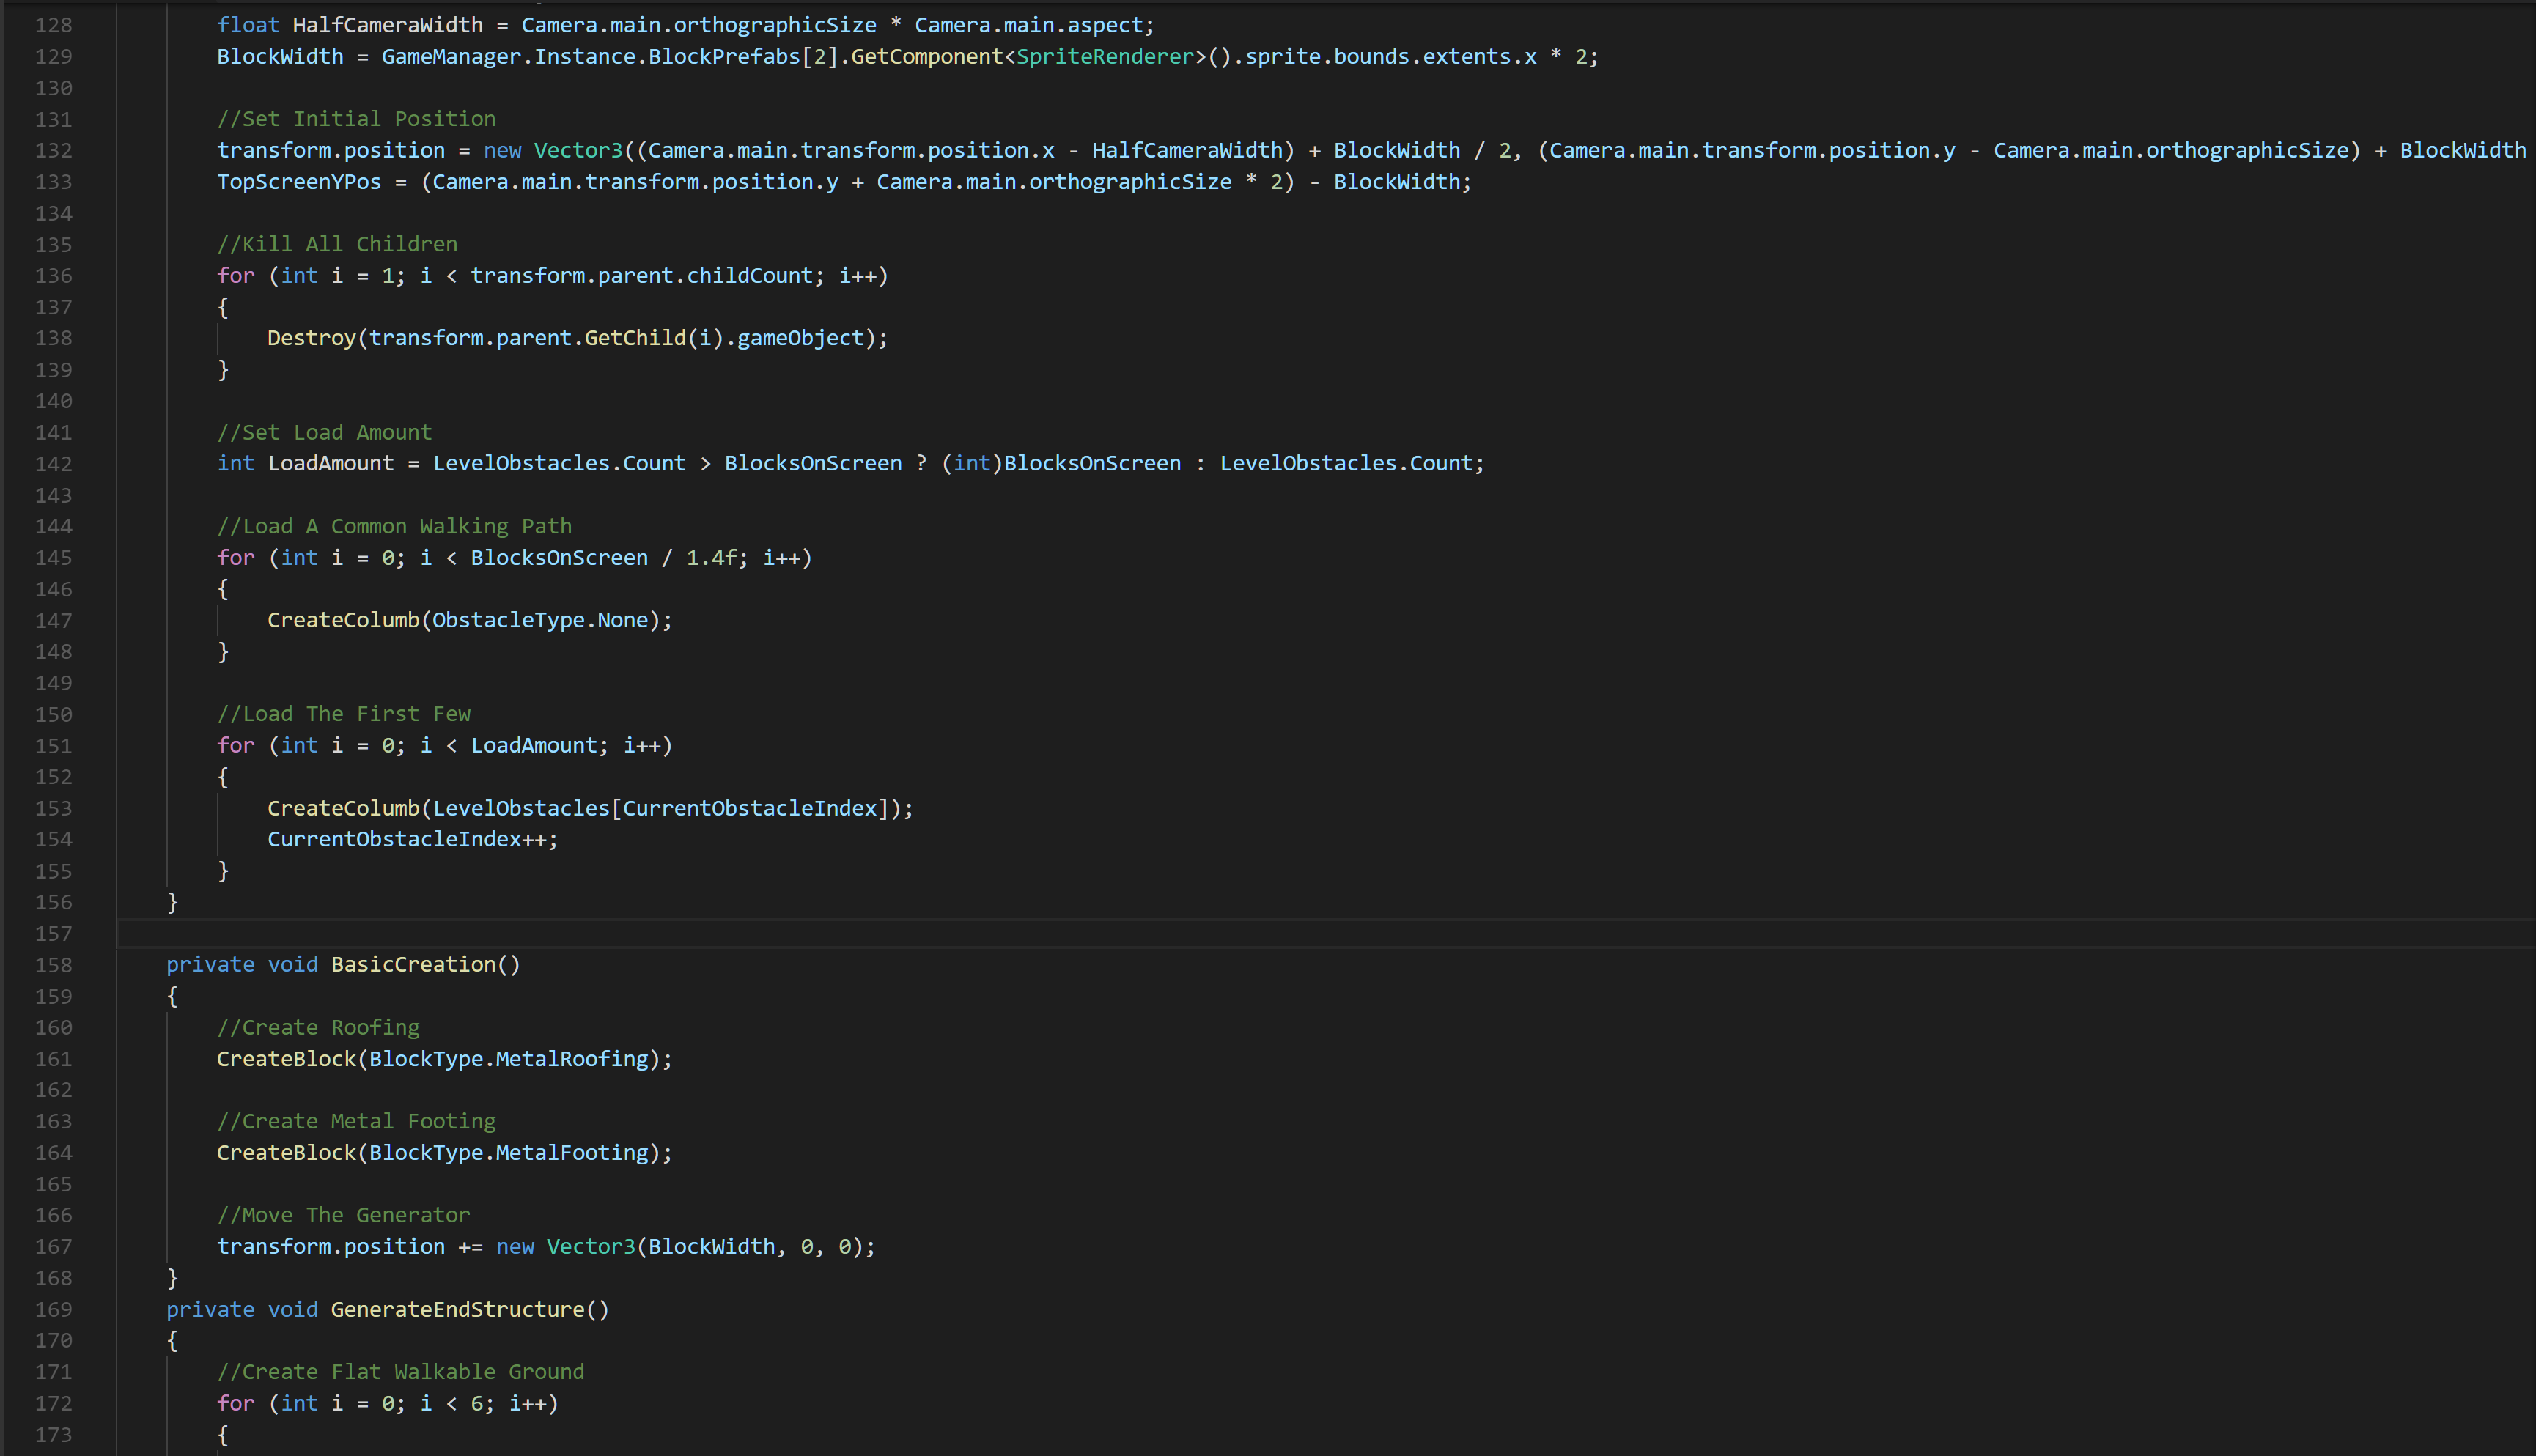 128 float HalfCameraWidth = Camera.main.orthographicSize * Camera.main.aspect;
129 BlockWidth = GameManager.Instance.BlockPrefabs[2].GetComponent<SpriteRenderer>().sprite.bounds.extents.x * 2;
130
131 //Set Initial Position
132 transform.position = new Vector3((Camera.main.transform.position.x - HalfCameraWidth) + BlockWidth / 2, (Camera.main.transform.position.y - Camera.main.orthographicSize) + BlockWidth
133 TopScreenYPos = (Camera.main.transform.position.y + Camera.main.orthographicSize * 2) - BlockWidth;
134
135 //Kill All Children
136 for (int i = 1; i < transform.parent.childCount; i++)
137 {
138 Destroy(transform.parent.GetChild(i).gameObject);
139 }
140
141 //Set Load Amount
142 int LoadAmount = LevelObstacles.Count > BlocksOnScreen ? (int)BlocksOnScreen : LevelObstacles.Count;
143
144 //Load A Common Walking Path
145 for (int i = 0; i < BlocksOnScreen / 1.4f; i++)
146 {
147 CreateColumb(ObstacleType.None);
148 }
149
150 //Load The First Few
151 for (int i = 0; i < LoadAmount; i++)
152 {
153 CreateColumb(LevelObstacles[CurrentObstacleIndex]);
154 CurrentObstacleIndex++;
155 }
156 }
157
158 private void BasicCreation()
159 {
160 //Create Roofing
161 CreateBlock(BlockType.MetalRoofing);
162
163 //Create Metal Footing
164 CreateBlock(BlockType.MetalFooting);
165
166 //Move The Generator
167 transform.position += new Vector3(BlockWidth, 0, 0);
168 }
169 private void GenerateEndStructure()
170 {
171 //Create Flat Walkable Ground
172 for (int i = 0; i < 6; i++)
173 {